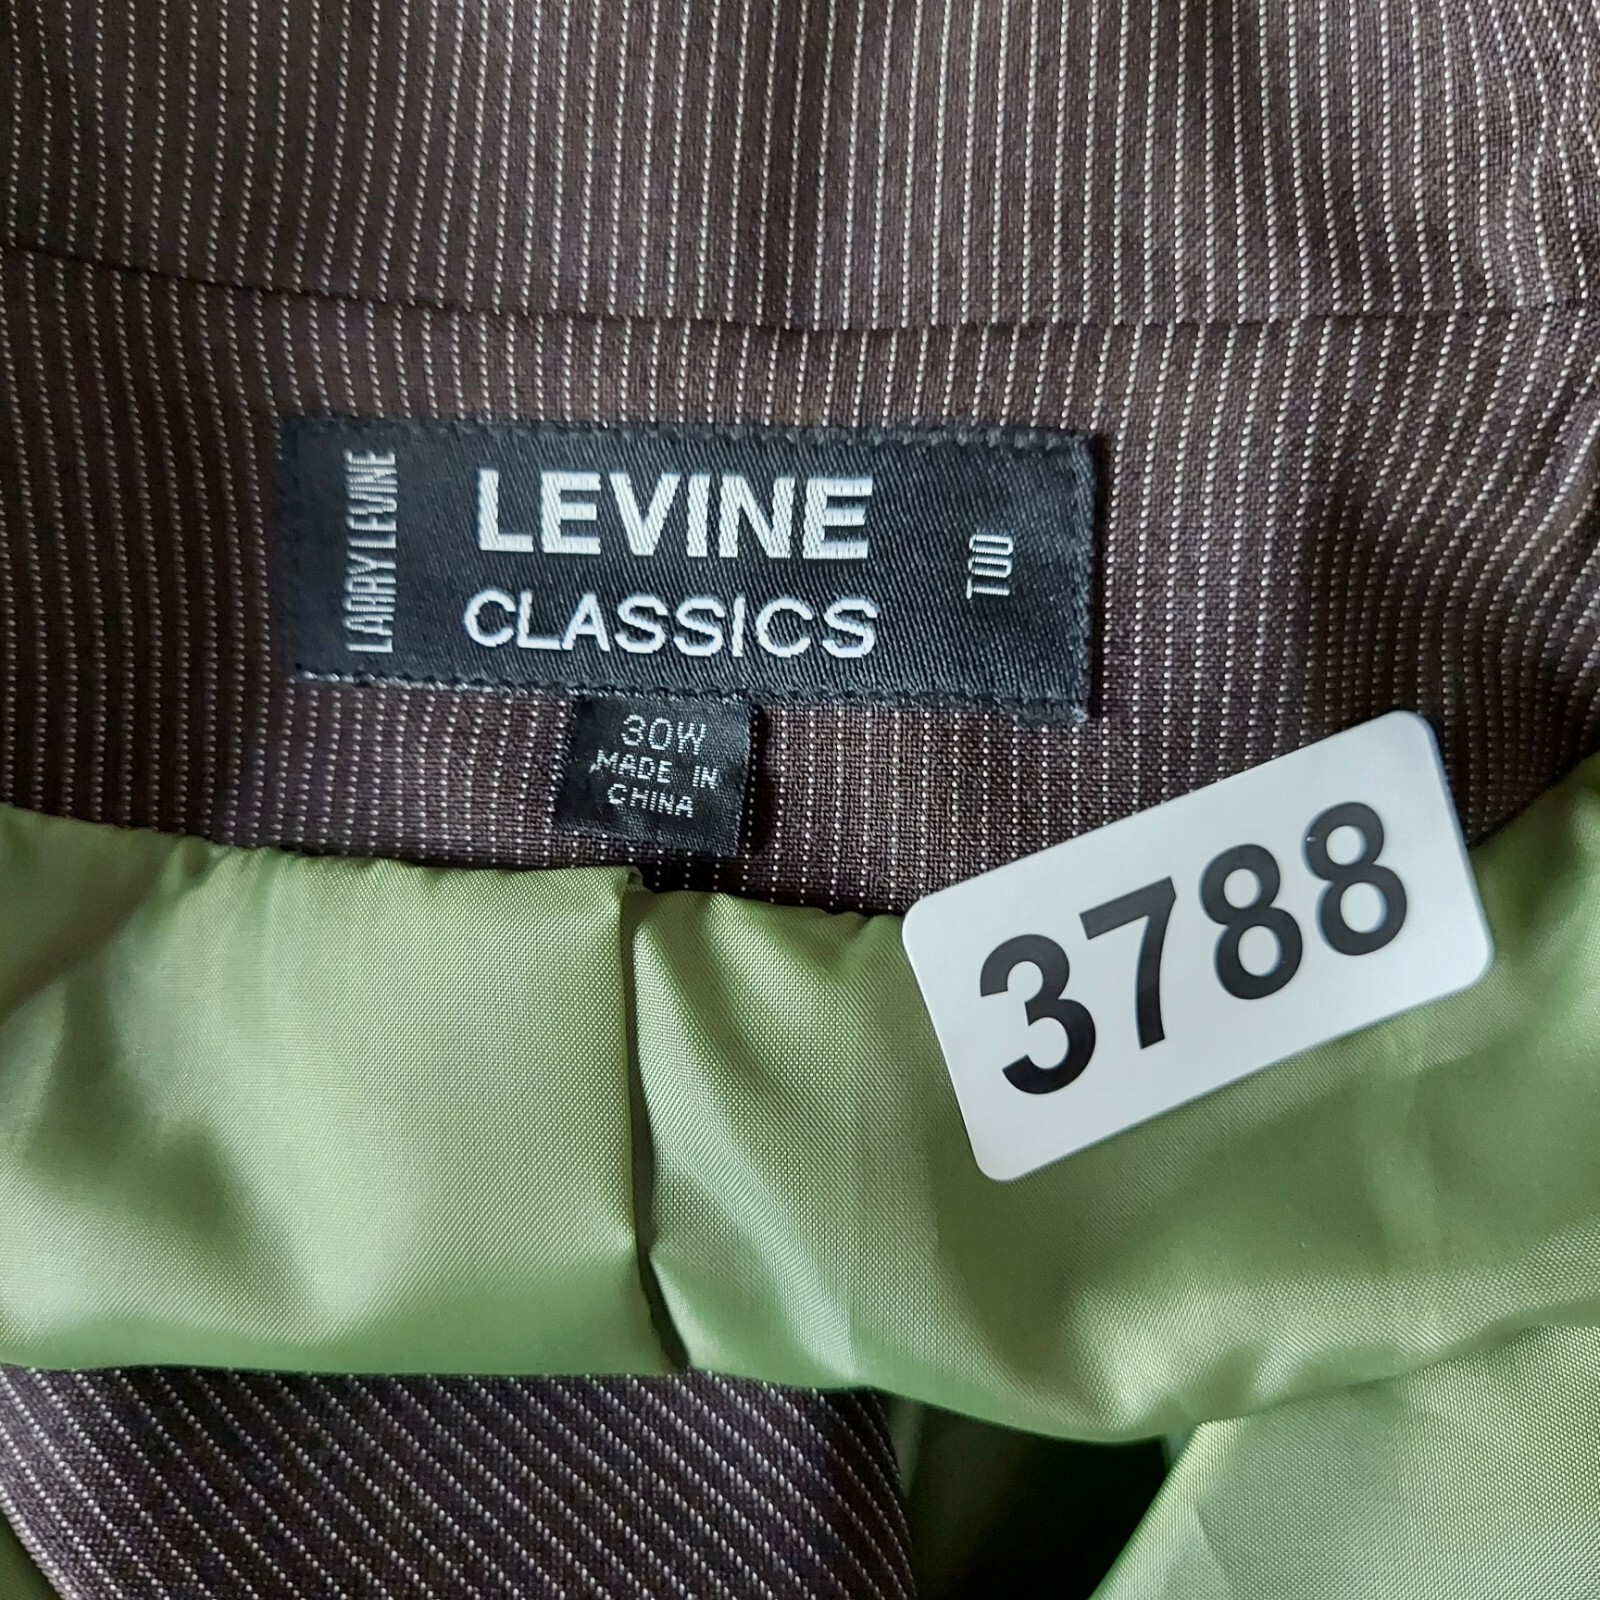 LARRY LEVINE
LEVINE
CLASSICS
TOO
30W
MADE IN
CHINA
3788